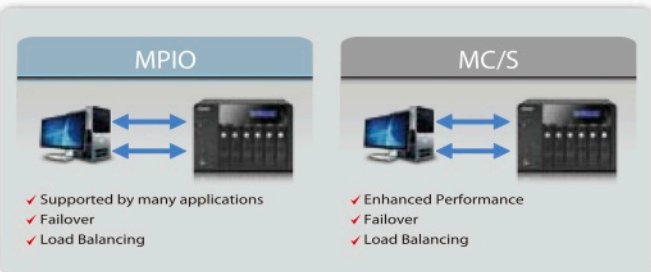 MPIO
Supported by many applications
Failover
Load Balancing
MC/S
Enhanced Performance
Failover
Load Balancing